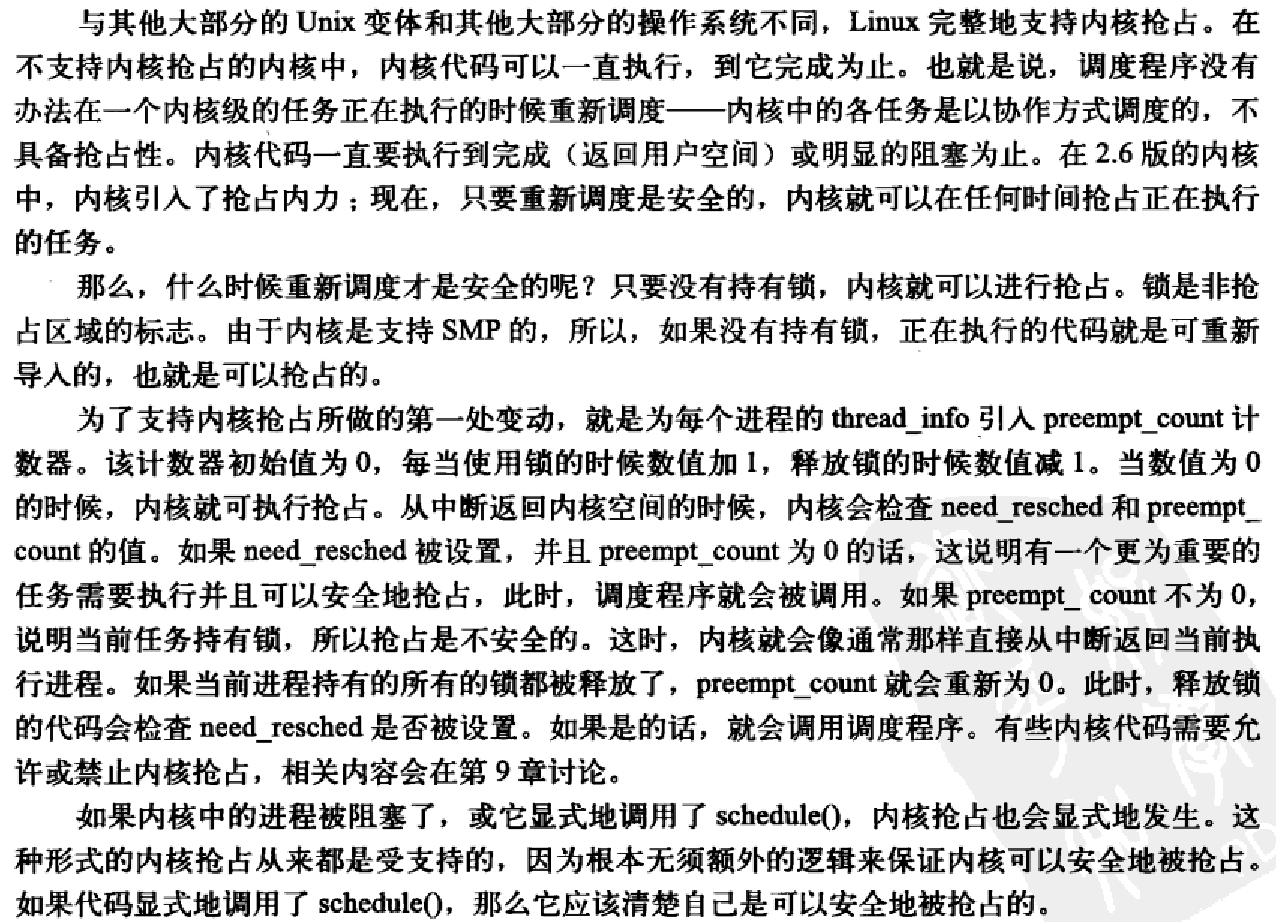 与其他大部分的 Unix 变体和其他大部分的操作系统不同，Linux 完整地支持内核抢占。在
不支持内核抢占的内核中，内核代码可以一直执行，到它完成为止。也就是说，调度程序没有
办法在一个内核级的任务正在执行的时候重新调度——内核中的各任务是以协作方式调度的，不
具备抢占性。内核代码一直要执行到完成（返回用户空间）或明显的阻塞为止。在 2.6 版的内核
中，内核引入了抢占内力；现在，只要重新调度是安全的，内核就可以在任何时间抢占正在执行
的任务。
那么，什么时候重新调度才是安全的呢？只要没有持有锁，内核就可以进行抢占。锁是非抢
占区域的标志。由于内核是支持 SMP 的，所以，如果没有持有锁，正在执行的代码就是可重新
导入的，也就是可以抢占的。
为了支持内核抢占所做的第一处变动，就是为每个进程的 thread_info 引入 preempt_count 计
数器。该计数器初始值为 0，每当使用锁的时候数值加 1，释放锁的时候数值减 1。当数值为 0
的时候，内核就可执行抢占。从中断返回内核空间的时候，内核会检查 need_resched 和 preempt_
count 的值。如果 need_resched 被设置，并且 preempt_count 为 0 的话，这说明有一个更为重要的
任务需要执行并且可以安全地抢占，此时，调度程序就会被调用。如果 preempt_ count 不为 0，
说明当前任务持有锁，所以抢占是不安全的。这时，内核就会像通常那样直接从中断返回当前执
行进程。如果当前进程持有的所有的锁都被释放了，preempt_count 就会重新为 0。此时，释放锁
的代码会检查 need_resched 是否被设置。如果是的话，就会调用调度程序。有些内核代码需要允
许或禁止内核抢占，相关内容会在第 9 章讨论。
如果内核中的进程被阻塞了，或它显式地调用了 schedule()，内核抢占也会显式地发生。这
种形式的内核抢占从来都是受支持的，因为根本无须额外的逻辑来保证内核可以安全地被抢占。
如果代码显式地调用了 schedule()，那么它应该清楚自己是可以安全地被抢占的。